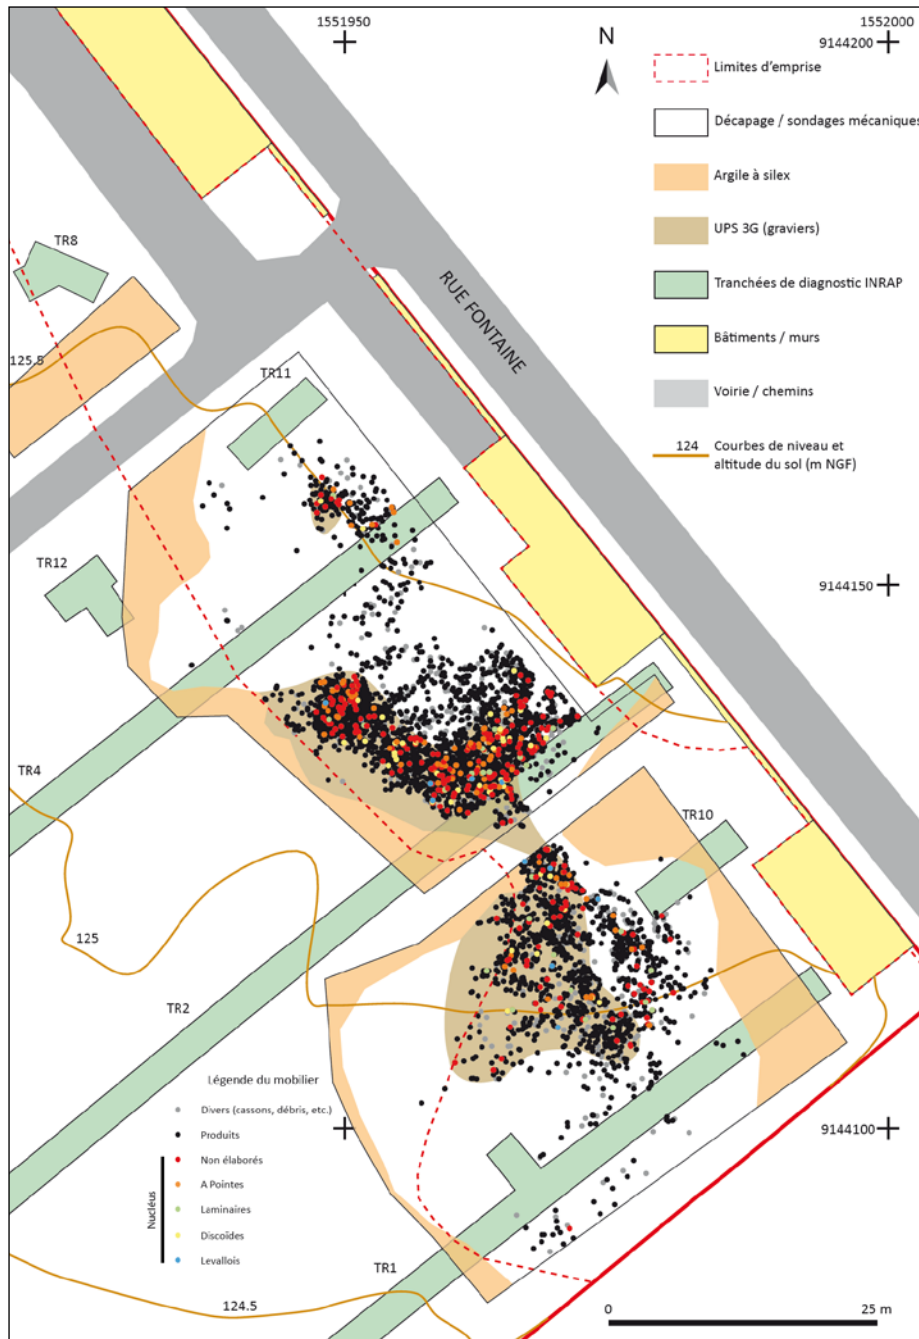 1551950
1552000
9144200
N
Limites d'emprise
Décapage / sondages mécaniques
Argile à silex
UPS 3G (graviers)
Tranchées de diagnostic INRAP
Bâtiments / murs
Voirie / chemins
124
Courbes de niveau et
altitude du sol (m NGF)
TR8
RUE FONTAINE
125.5
TR11
TR12
9144150
TR4
TR10
125
TR2
Légende du mobilier
Divers (cassons, débris, etc.)
Produits
Nucléus
Non élaborés
A Pointes
Laminaires
Discoïdes
Levallois
9144100
TR1
124.5
0
25 m